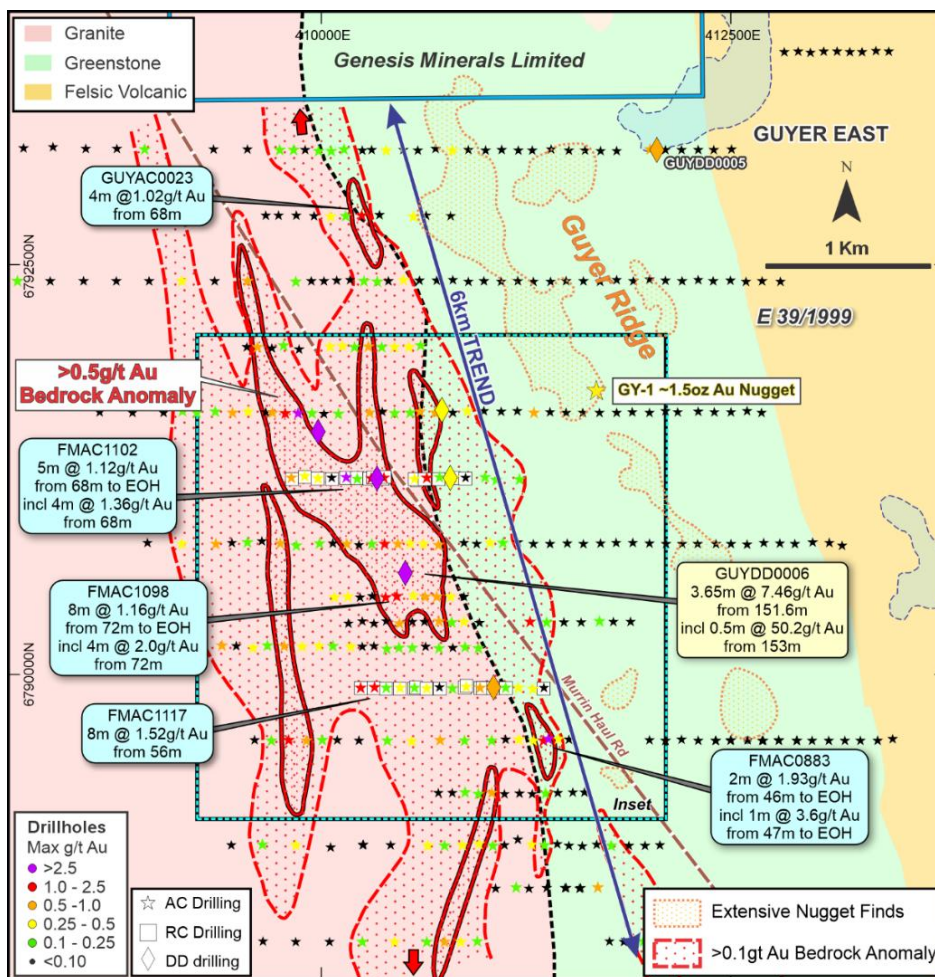 Granite
Greenstone
Felsic Volcanic
410000E
412500E
Genesis Minerals Limited
GUYER EAST
GUYDD0005
N
1 Km
E 39/1999
6792500N
6790000N
GUYAC0023
4m @1.02g/t Au
from 68m
Guyer Ridge
6km TREND
>0.5g/t Au
Bedrock Anomaly
GY-1 ~1.5oz Au Nugget
FMAC1102
5m @ 1.12g/t Au
from 68m to EOH
incl 4m @ 1.36g/t Au
from 68m
GUYDD0006
3.65m @ 7.46g/t Au
from 151.6m
incl 0.5m @ 50.2g/t Au
from 153m
FMAC1098
8m @ 1.16g/t Au
from 72m to EOH
incl 4m @ 2.0g/t Au
from 72m
Murrin Haul Rd
FMAC1117
8m @ 1.52g/t Au
from 56m
FMAC0883
2m @ 1.93g/t Au
from 46m to EOH
incl 1m @ 3.6g/t Au
from 47m to EOH
Inset
Drillholes
Max g/t Au
>2.5
1.0 - 2.5
0.5 -1.0
0.25 - 0.5
0.1 - 0.25
<0.10
AC Drilling
RC Drilling
DD drilling
Extensive Nugget Finds
>0.1gt Au Bedrock Anomaly